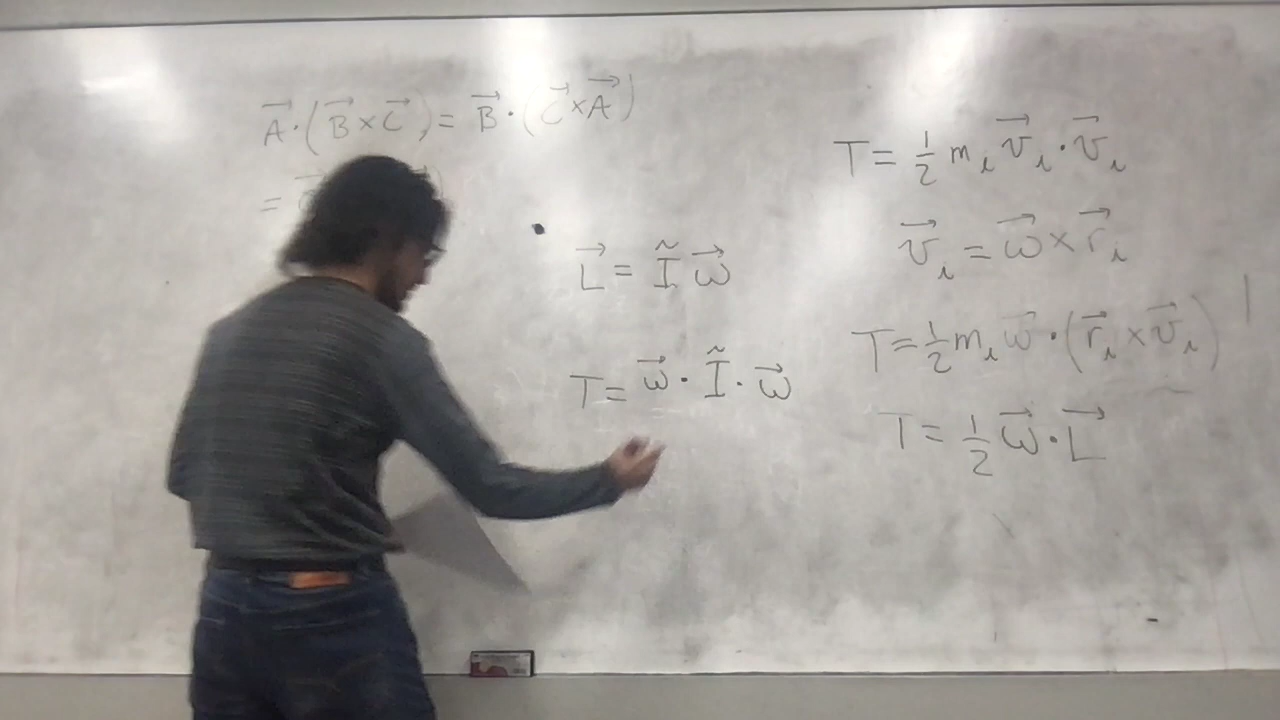 A⃗·(B⃗×C⃗)= B⃗·(C⃗×A⃗)
=
L⃗ = Ĩ ω⃗
T= ω⃗ · Ĩ · ω⃗
T= 1/2 mᵢ v⃗ᵢ · v⃗ᵢ
v⃗ᵢ = ω⃗ × r⃗ᵢ
T= 1/2 mᵢ ω⃗ · (r⃗ᵢ × v⃗ᵢ)
T= 1/2 ω⃗ · L⃗